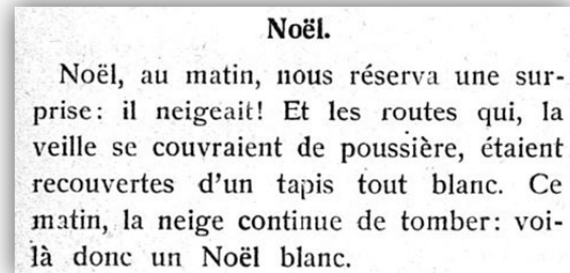 Noël.
Noël, au matin, nous réserva une sur-
prise: il neigeait! Et les routes qui, la
veille se couvraient de poussière, étaient
recouvertes d'un tapis tout blanc. Ce
matin, la neige continue de tomber: voi-
là donc un Noël blanc.